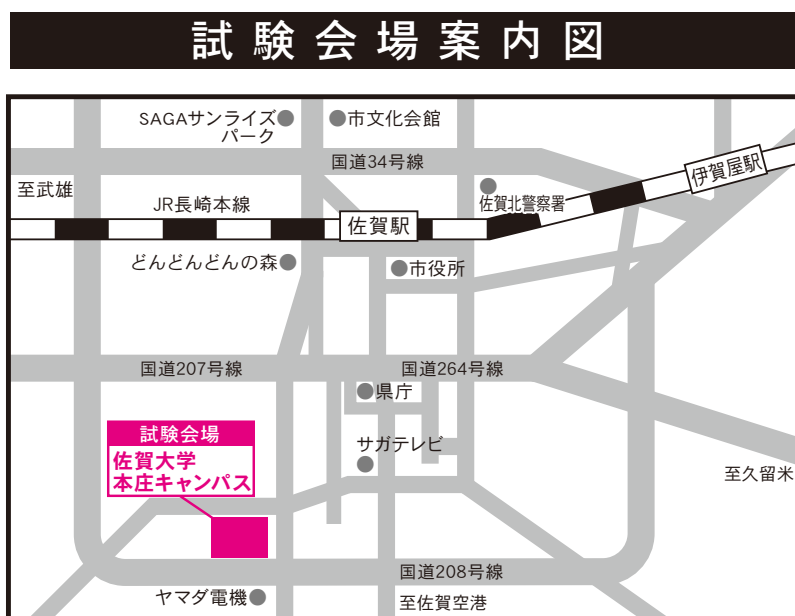 試験会場案内図
SAGAサンライズ
パーク
市文化会館
国道34号線
伊賀屋駅
至武雄
佐賀北警察署
JR長崎本線
佐賀駅
どんどんどんの森
市役所
国道207号線
国道264号線
県庁
試験会場
佐賀大学
本庄キャンパス
サガテレビ
至久留米
国道208号線
ヤマダ電機
至佐賀空港